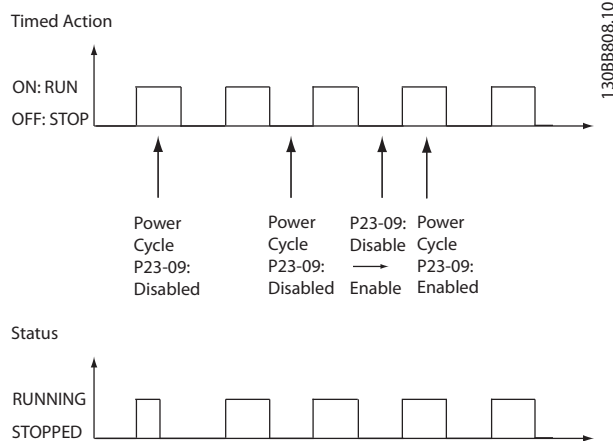 Timed Action
130BB808.10
ON: RUN
OFF: STOP
Power
Cycle
P23-09:
Disabled
Power
Cycle
P23-09:
Disabled
P23-09:
Disable
Enable
Power
Cycle
P23-09:
Enabled
Status
RUNNING
STOPPED